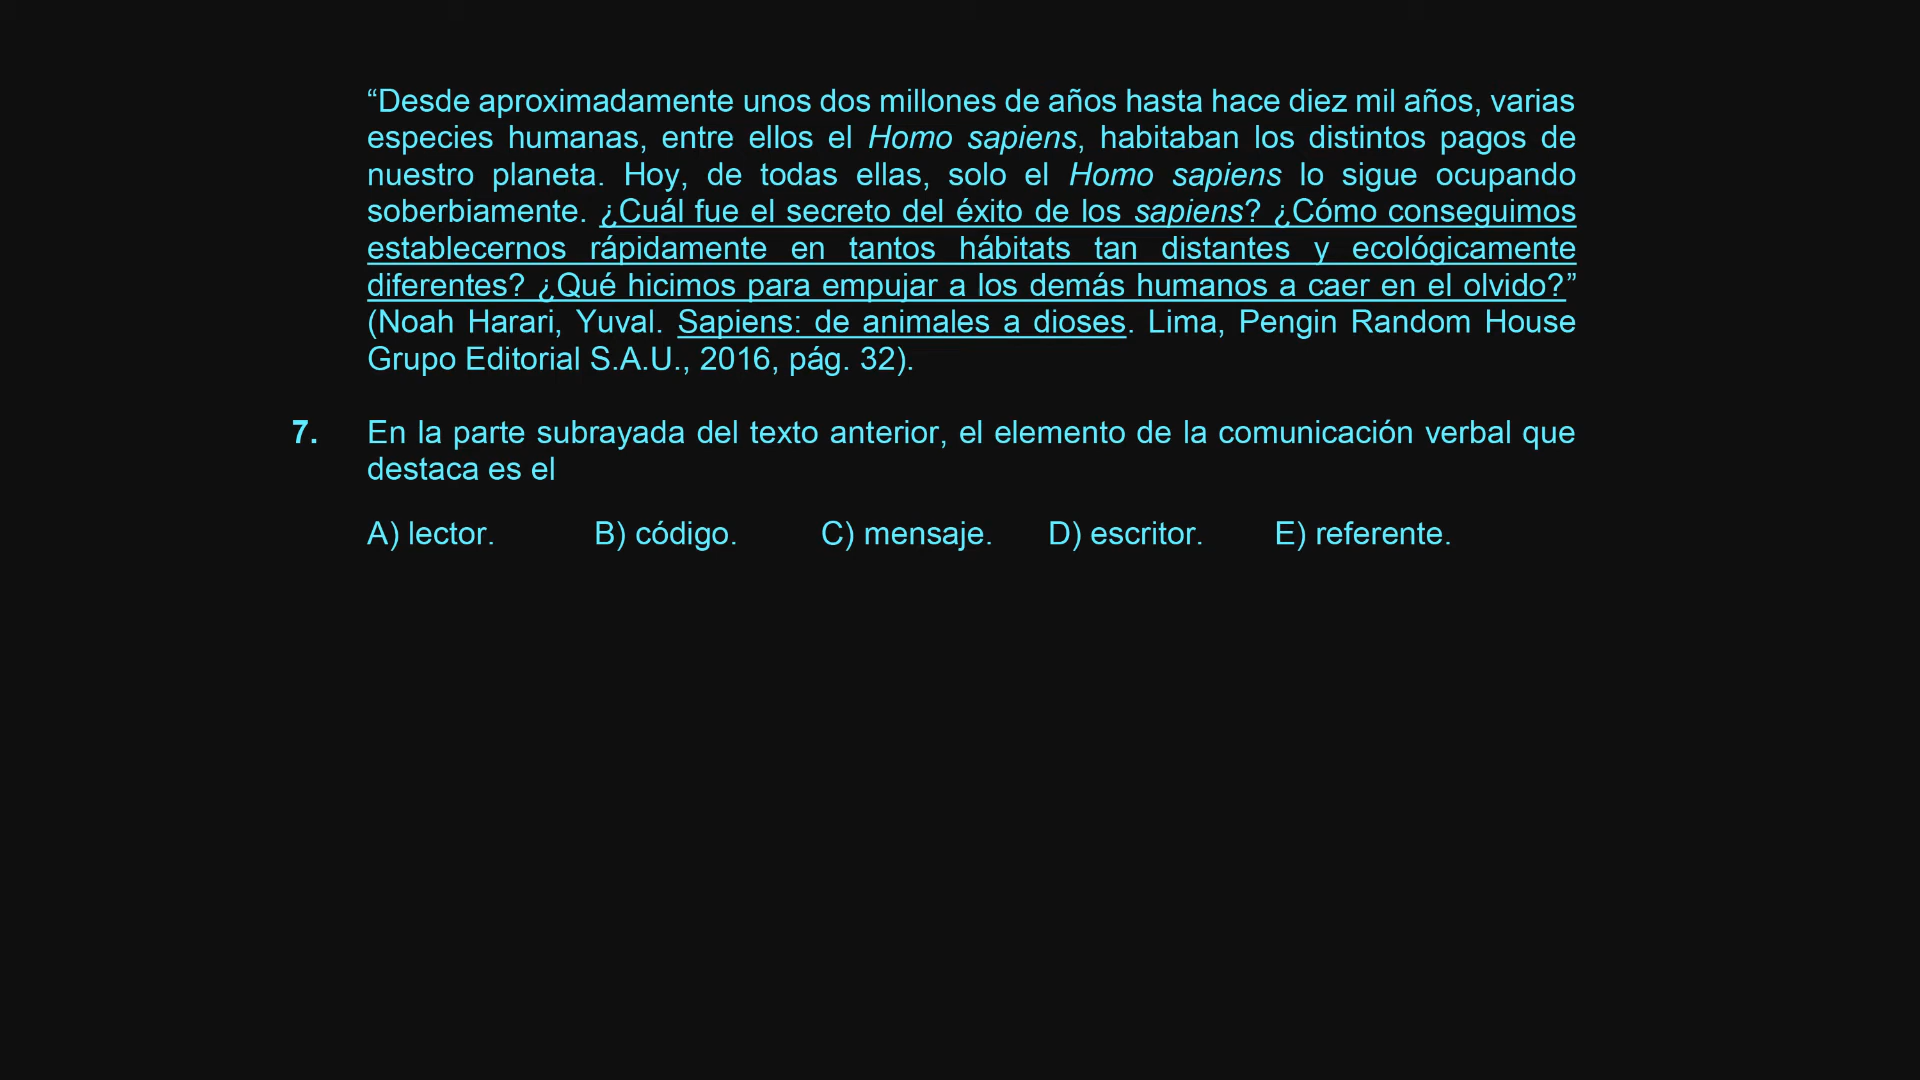 “Desde aproximadamente unos dos millones de años hasta hace diez mil años, varias
especies humanas, entre ellos el Homo sapiens, habitaban los distintos pagos de
nuestro planeta. Hoy, de todas ellas, solo el Homo sapiens lo sigue ocupando
soberbiamente. ¿Cuál fue el secreto del éxito de los sapiens? ¿Cómo conseguimos
establecernos rápidamente en tantos hábitats tan distantes y ecológicamente
diferentes? ¿Qué hicimos para empujar a los demás humanos a caer en el olvido?”
(Noah Harari, Yuval. Sapiens: de animales a dioses. Lima, Pengin Random House
Grupo Editorial S.A.U., 2016, pág. 32).
7. En la parte subrayada del texto anterior, el elemento de la comunicación verbal que
destaca es el
A) lector. B) código. C) mensaje. D) escritor. E) referente.